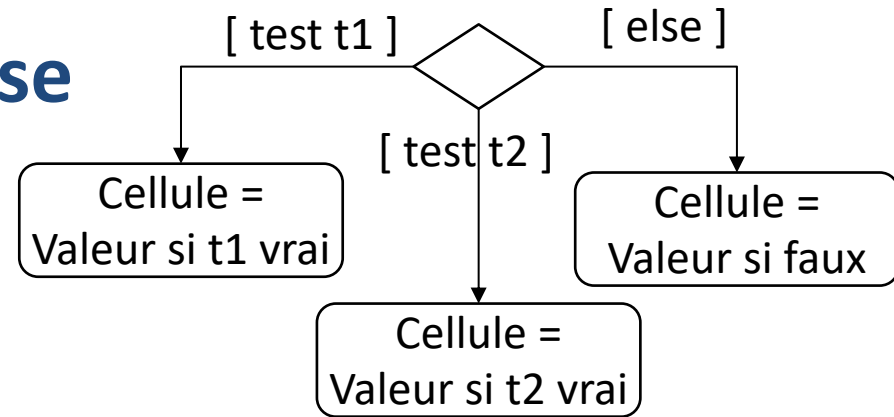 [ test t1 ]
[ else ]
se
[ test t2 ]
Cellule =
Valeur si t1 vrai
Cellule =
Valeur si faux
Cellule =
Valeur si t2 vrai